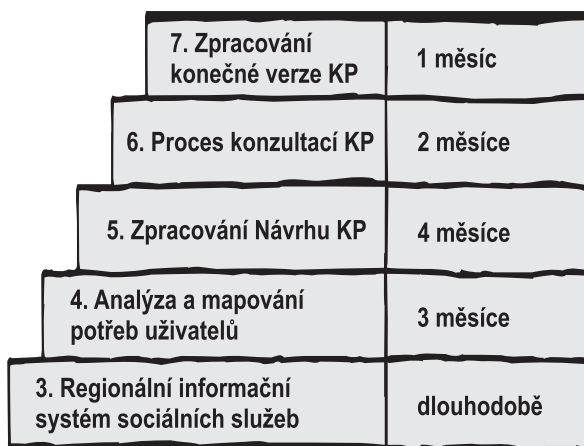 7. Zpracování
konečné verze KP
1 měsíc
6. Proces konzultací KP
2 měsíce
5. Zpracování Návrhu KP
4 měsíce
4. Analýza a mapování
potřeb uživatelů
3 měsíce
3. Regionální informační
systém sociálních služeb
dlouhodobě